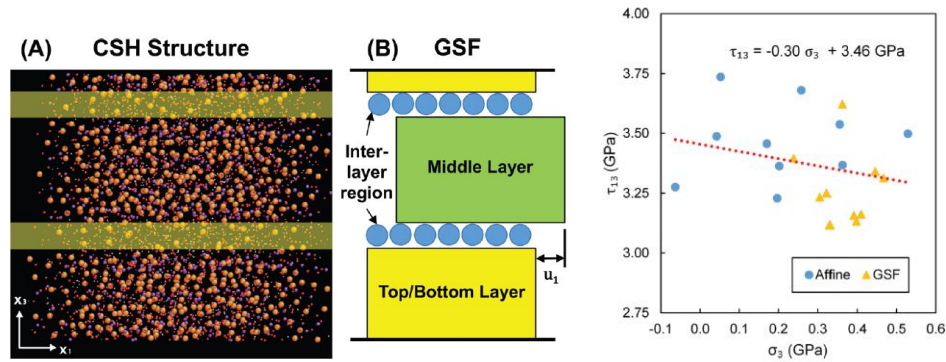 (A) CSH Structure
x₃
x₁
(B) GSF
Inter-
layer
region
Middle Layer
Top/Bottom Layer
u₁
τ₁₃ = -0.30 σ₃ + 3.46 GPa
τ₁₃ (GPa)
4.00
3.75
3.50
3.25
3.00
2.75
Affine
GSF
-0.1 0.0 0.1 0.2 0.3 0.4 0.5 0.6
σ₃ (GPa)